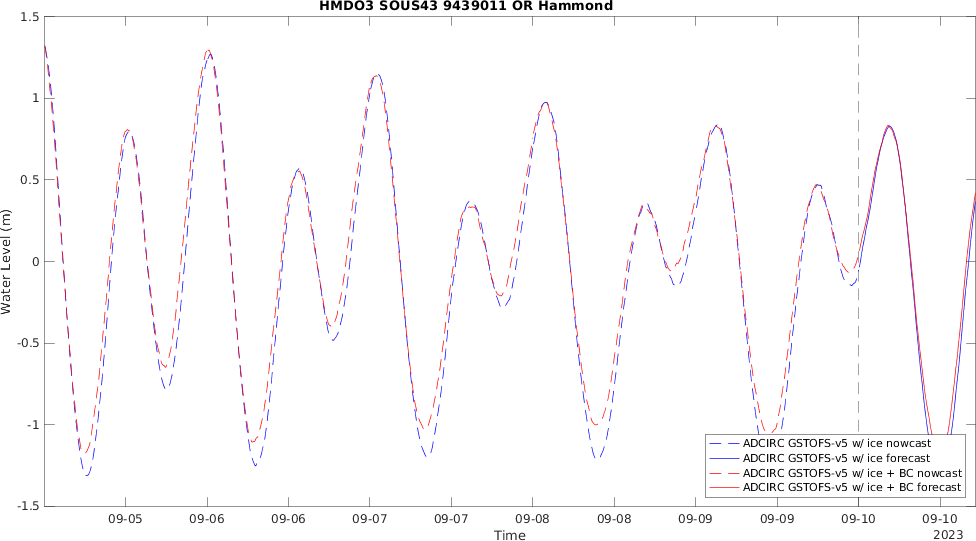 HMDO3 SOUS43 9439011 OR Hammond
1.5
1
0.5
0
-0.5
-1
-1.5
Water Level (m)
ADCIRC GSTOFS-v5 w/ ice nowcast
ADCIRC GSTOFS-v5 w/ ice forecast
ADCIRC GSTOFS-v5 w/ ice + BC nowcast
ADCIRC GSTOFS-v5 w/ ice + BC forecast
09-05 09-06 09-06 09-07 09-07 09-08 09-08 09-09 09-09 09-10 09-10
Time
2023